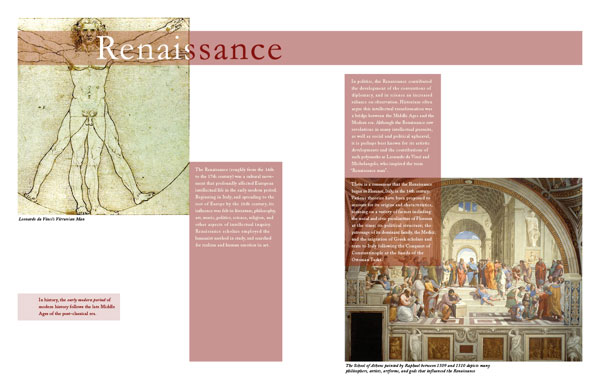 Renaissance
In politics, the Renaissance contributed
the development of the conventions of
diplomacy, and in science an increased
reliance on observation. Historians often
argue this intellectual transformation was
a bridge between the Middle Ages and the
Modern era. Although the Renaissance saw
revolutions in many intellectual pursuits,
as well as social and political upheaval,
it is perhaps best known for its artistic
developments and the contributions of
such polymaths as Leonardo da Vinci and
Michelangelo, who inspired the term
"Renaissance man".
The Renaissance (roughly from the 14th
to the 17th century) was a cultural move-
ment that profoundly affected European
intellectual life in the early modern period.
Beginning in Italy, and spreading to the
rest of Europe by the 16th century, its
influence was felt in literature, philosophy,
art, music, politics, science, religion, and
other aspects of intellectual inquiry.
Renaissance scholars employed the
humanist method in study, and searched
for realism and human emotion in art.
There is a consensus that the Renaissance
began in Florence, Italy, in the 14th century.
Various theories have been proposed to
account for its origins and characteristics,
focusing on a variety of factors including
the social and civic peculiarities of Florence
at the time; its political structure; the
patronage of its dominant family, the Medici;
and the migration of Greek scholars and
texts to Italy following the Conquest of
Constantinople at the hands of the
Ottoman Turks.
Leonardo da Vinci's Vitruvian Man
In history, the early modern period of
modern history follows the late Middle
Ages of the post-classical era.
The School of Athens painted by Raphael between 1509 and 1510 depicts many
philosophers, artists, artforms, and gods that influenced the Renaissance